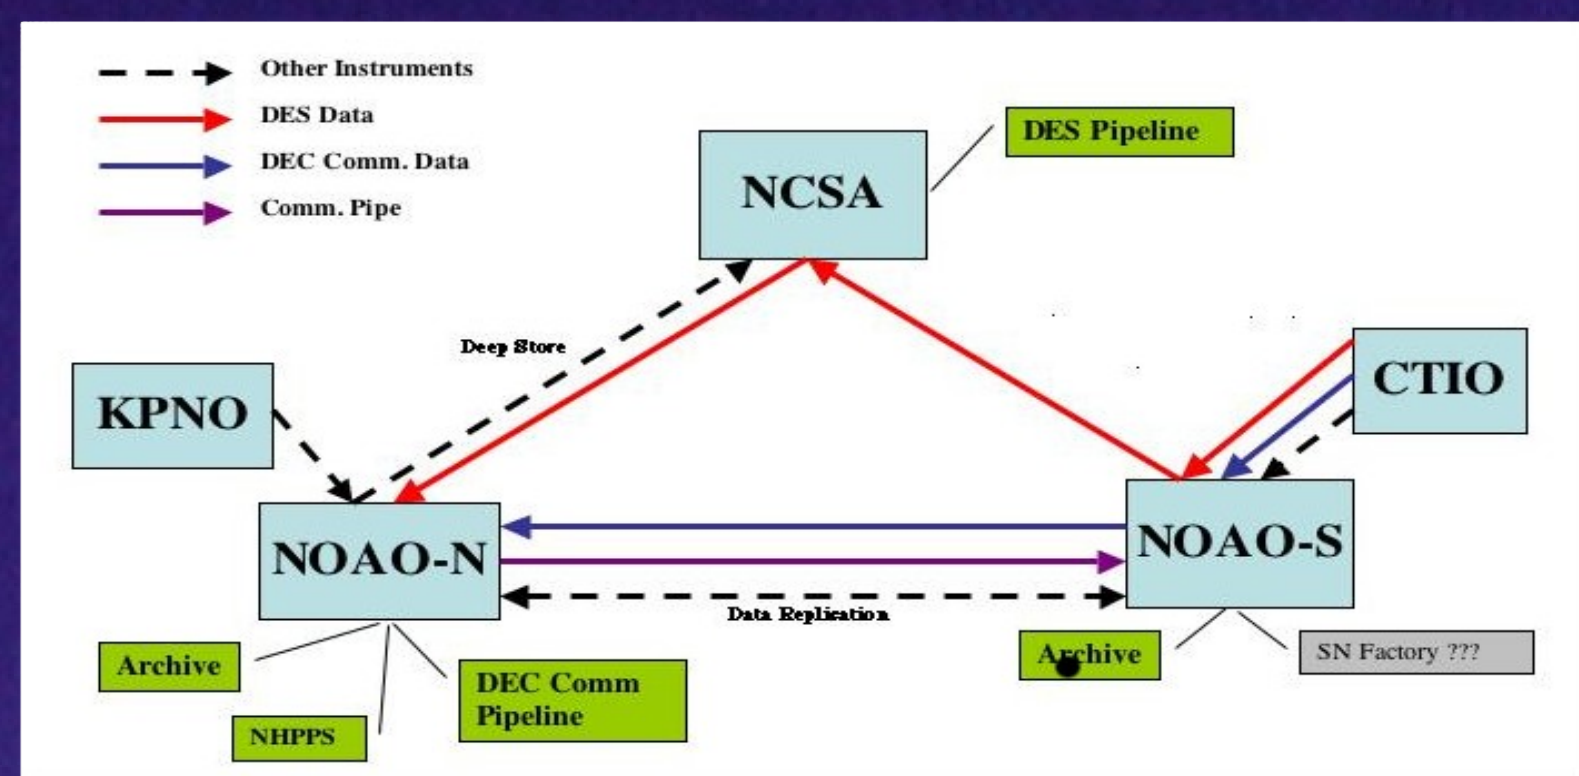 Other Instruments
DES Data
DEC Comm. Data
Comm. Pipe
DES Pipeline
NCSA
Deep Store
KPNO
CTIO
NOAO-N
NOAO-S
Data Replication
Archive
NHPPS
DEC Comm
Pipeline
Archive
SN Factory ???